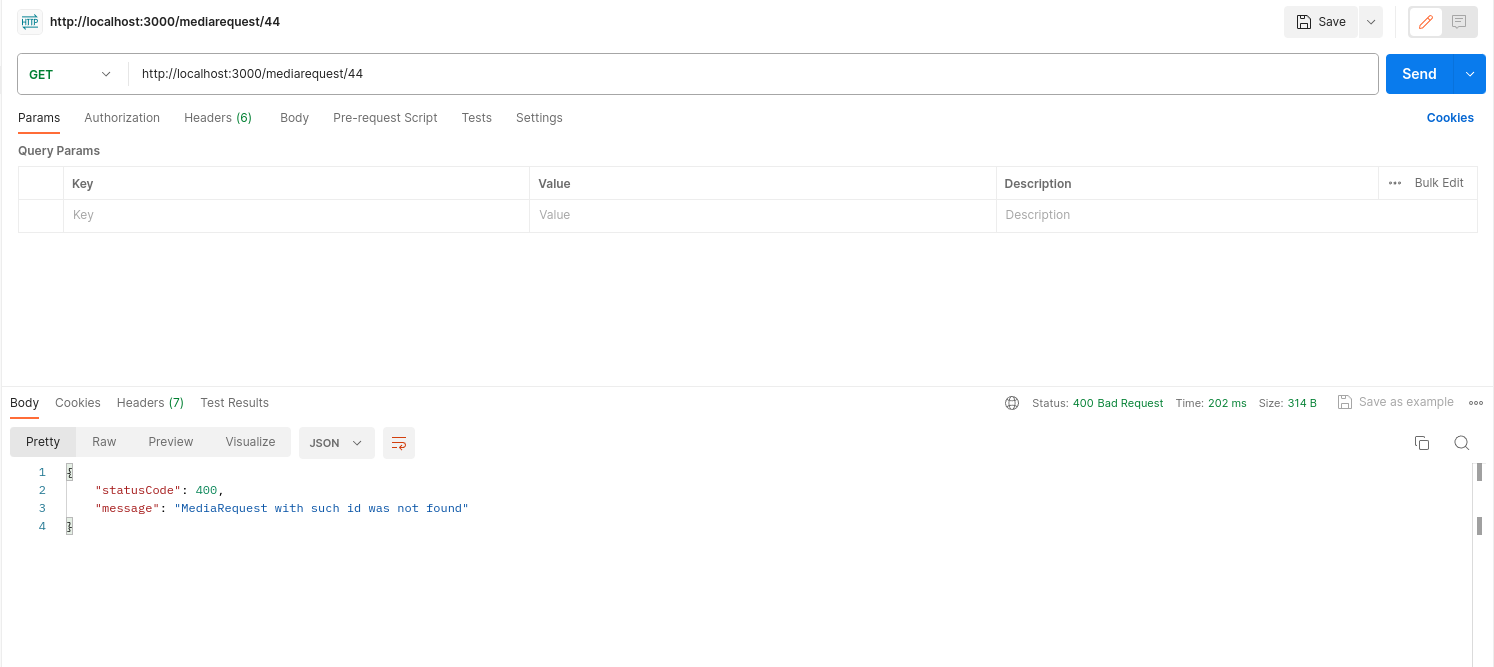 HTTP http://localhost:3000/mediarequest/44 Save
GET http://localhost:3000/mediarequest/44 Send
Params Authorization Headers (6) Body Pre-request Script Tests Settings Cookies
Query Params
Key Value Description ••• Bulk Edit
Key Value Description
Body Cookies Headers (7) Test Results Status: 400 Bad Request Time: 202 ms Size: 314 B Save as example
Pretty Raw Preview Visualize JSON
1 {
2 "statusCode": 400,
3 "message": "MediaRequest with such id was not found"
4 }